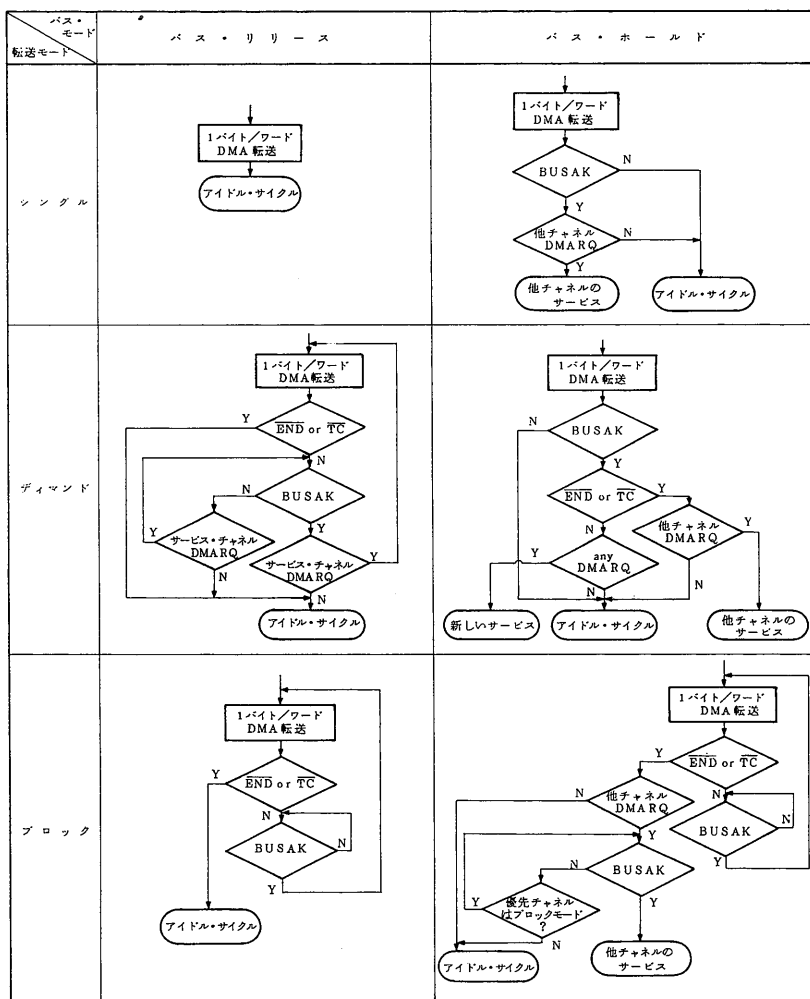 バス・
モード
転送モード
バス・リリース
バス・ホールド
シングル
1バイト/ワード
DMA転送
アイドル・サイクル
1バイト/ワード
DMA転送
BUSAK
N
Y
他チャネル
DMARQ
N
Y
他チャネルの
サービス
アイドル・サイクル
ディマンド
1バイト/ワード
DMA転送
Y
END or TC
N
N
BUSAK
Y
Y
サービス・チャネル
DMARQ
N
サービス・チャネル
DMARQ
Y
N
アイドル・サイクル
1バイト/ワード
DMA転送
N
BUSAK
Y
END or TC
Y
N
他チャネル
DMARQ
Y
N
Y
any
DMARQ
N
新しいサービス
アイドル・サイクル
他チャネルの
サービス
ブロック
1バイト/ワード
DMA転送
Y
END or TC
N
BUSAK
N
Y
アイドル・サイクル
1バイト/ワード
DMA転送
Y
END or TC
N
N
他チャネル
DMARQ
Y
BUSAK
N
Y
N
BUSAK
Y
Y
優先チャネル
はブロックモード
?
N
アイドル・サイクル
他チャネルの
サービス